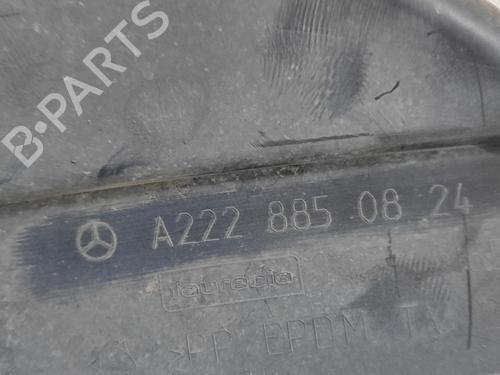 B-PARTS
A222 885 08 24
faurecia
>PP EPDM T